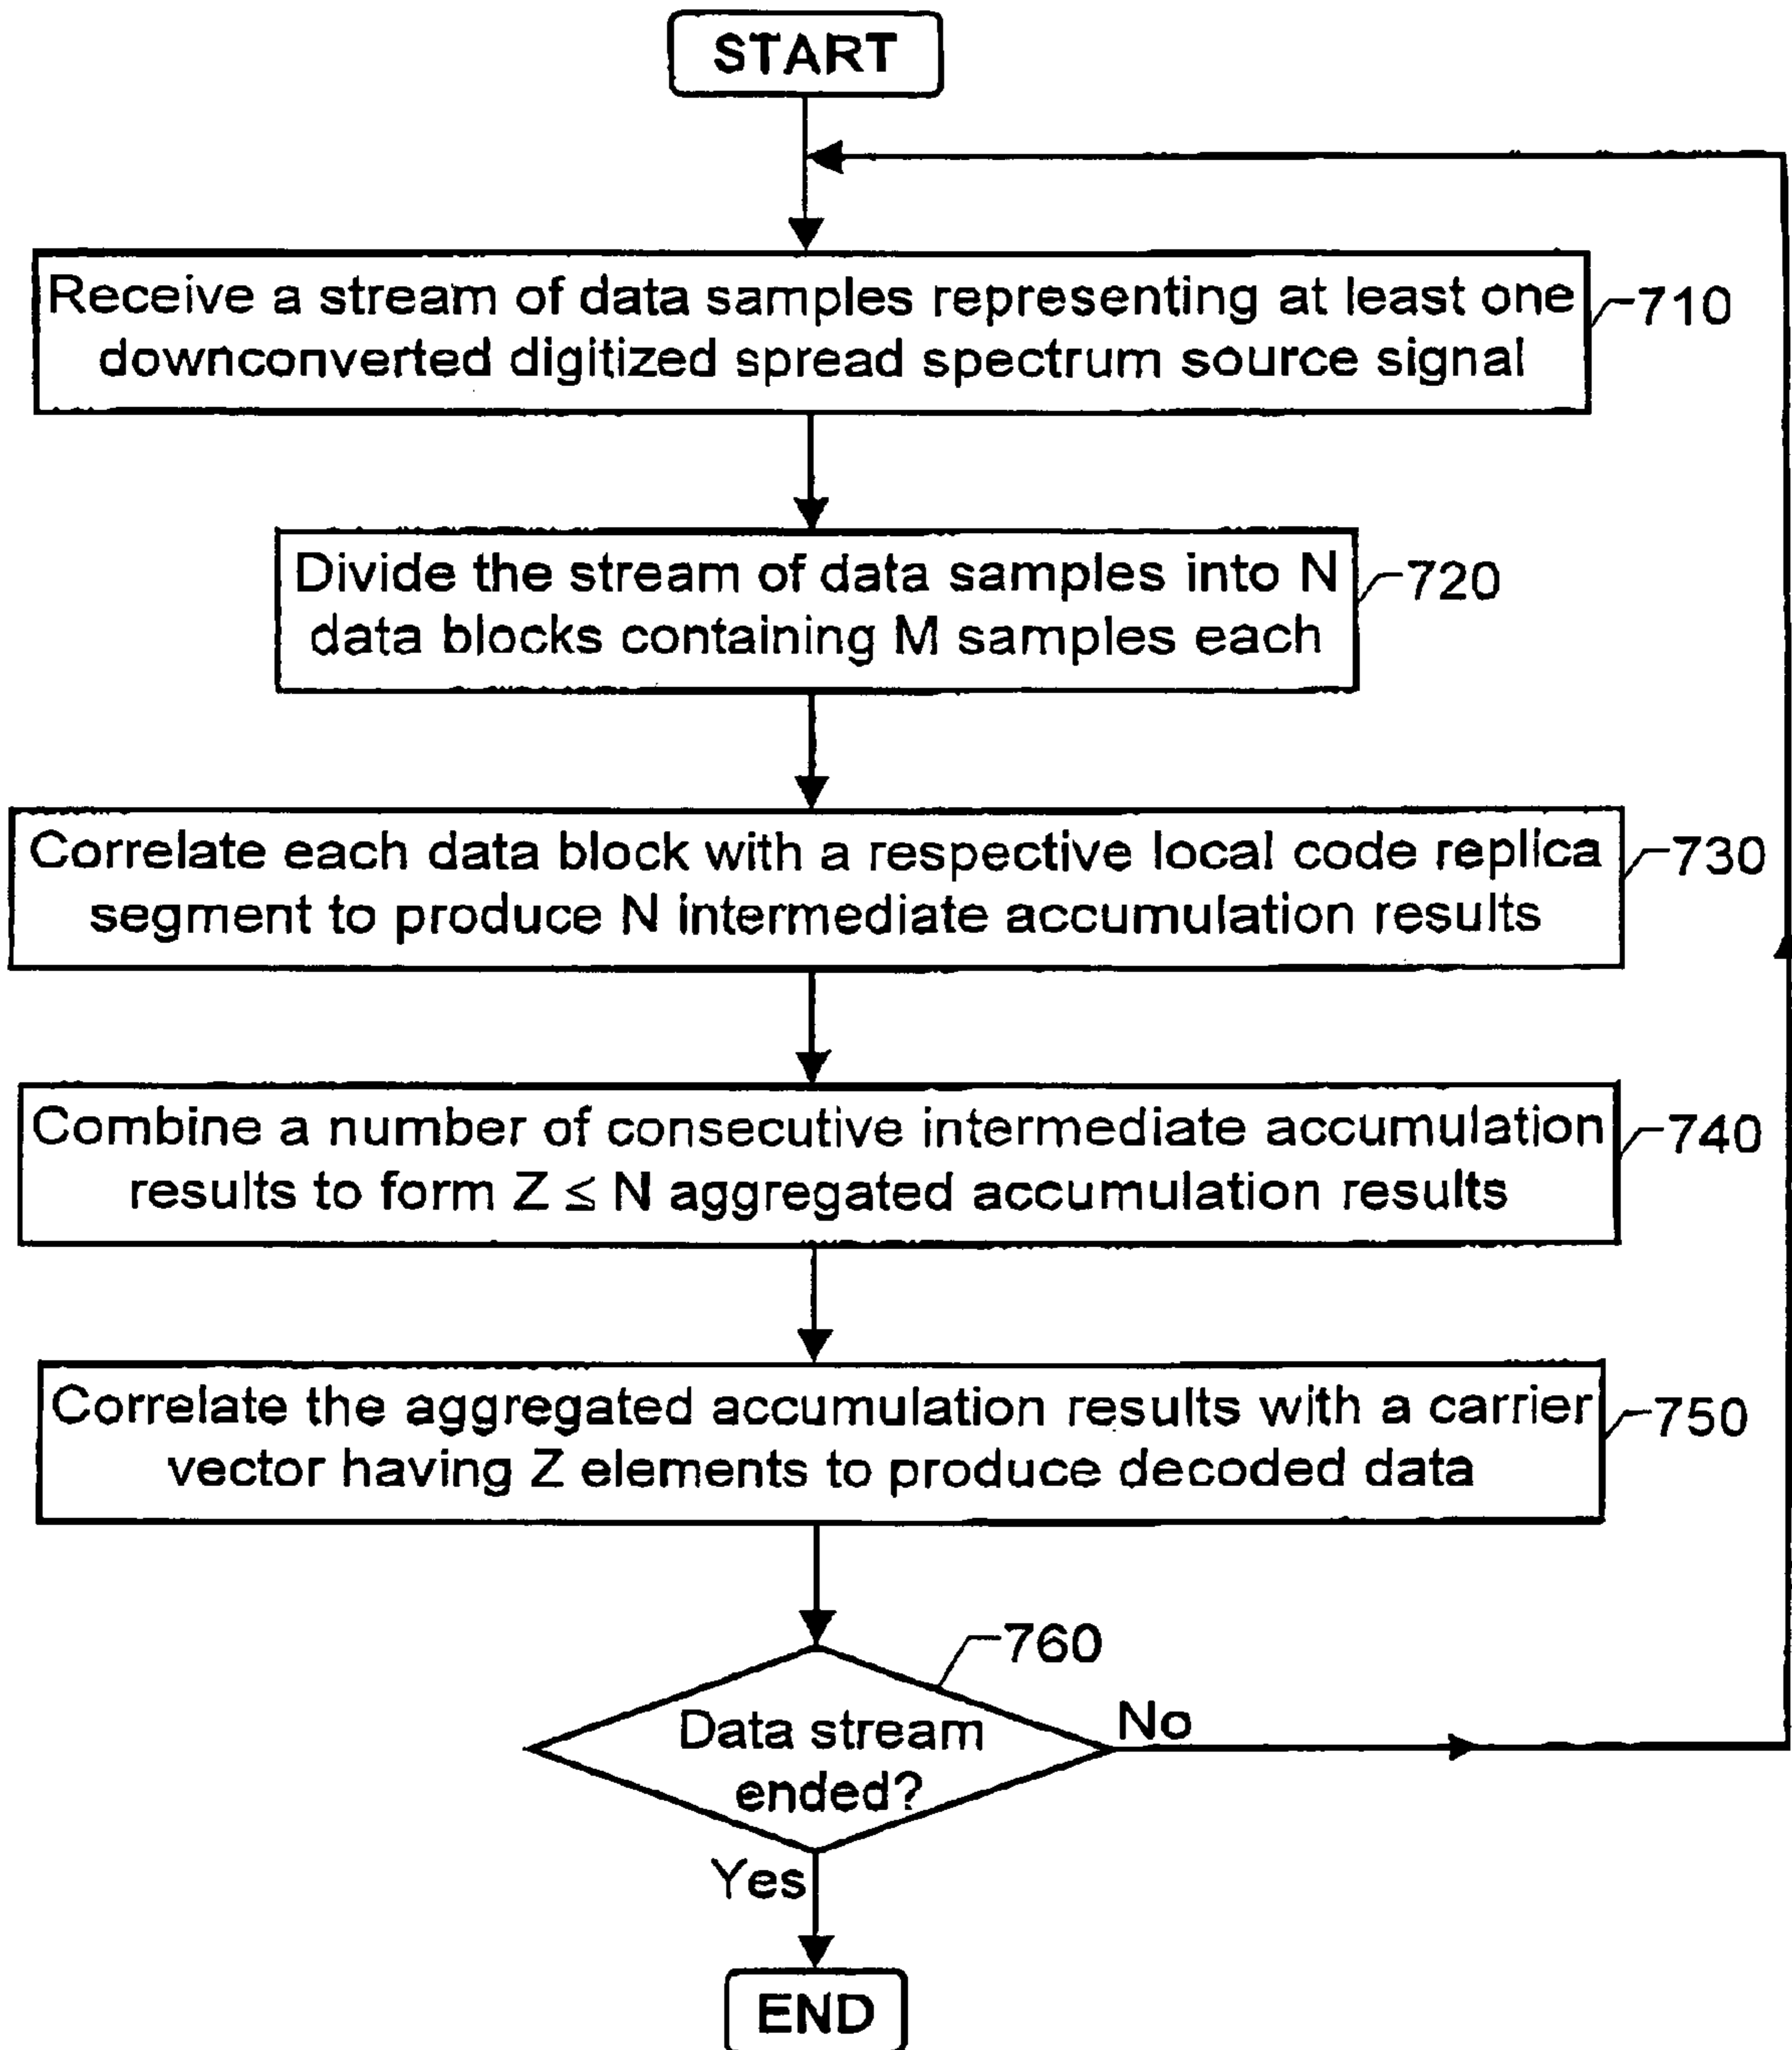 START
Receive a stream of data samples representing at least one
downconverted digitized spread spectrum source signal
710
Divide the stream of data samples into N
data blocks containing M samples each
720
Correlate each data block with a respective local code replica
segment to produce N intermediate accumulation results
730
Combine a number of consecutive intermediate accumulation
results to form Z ≤ N aggregated accumulation results
740
Correlate the aggregated accumulation results with a carrier
vector having Z elements to produce decoded data
750
760
Data stream
ended?
No
Yes
END